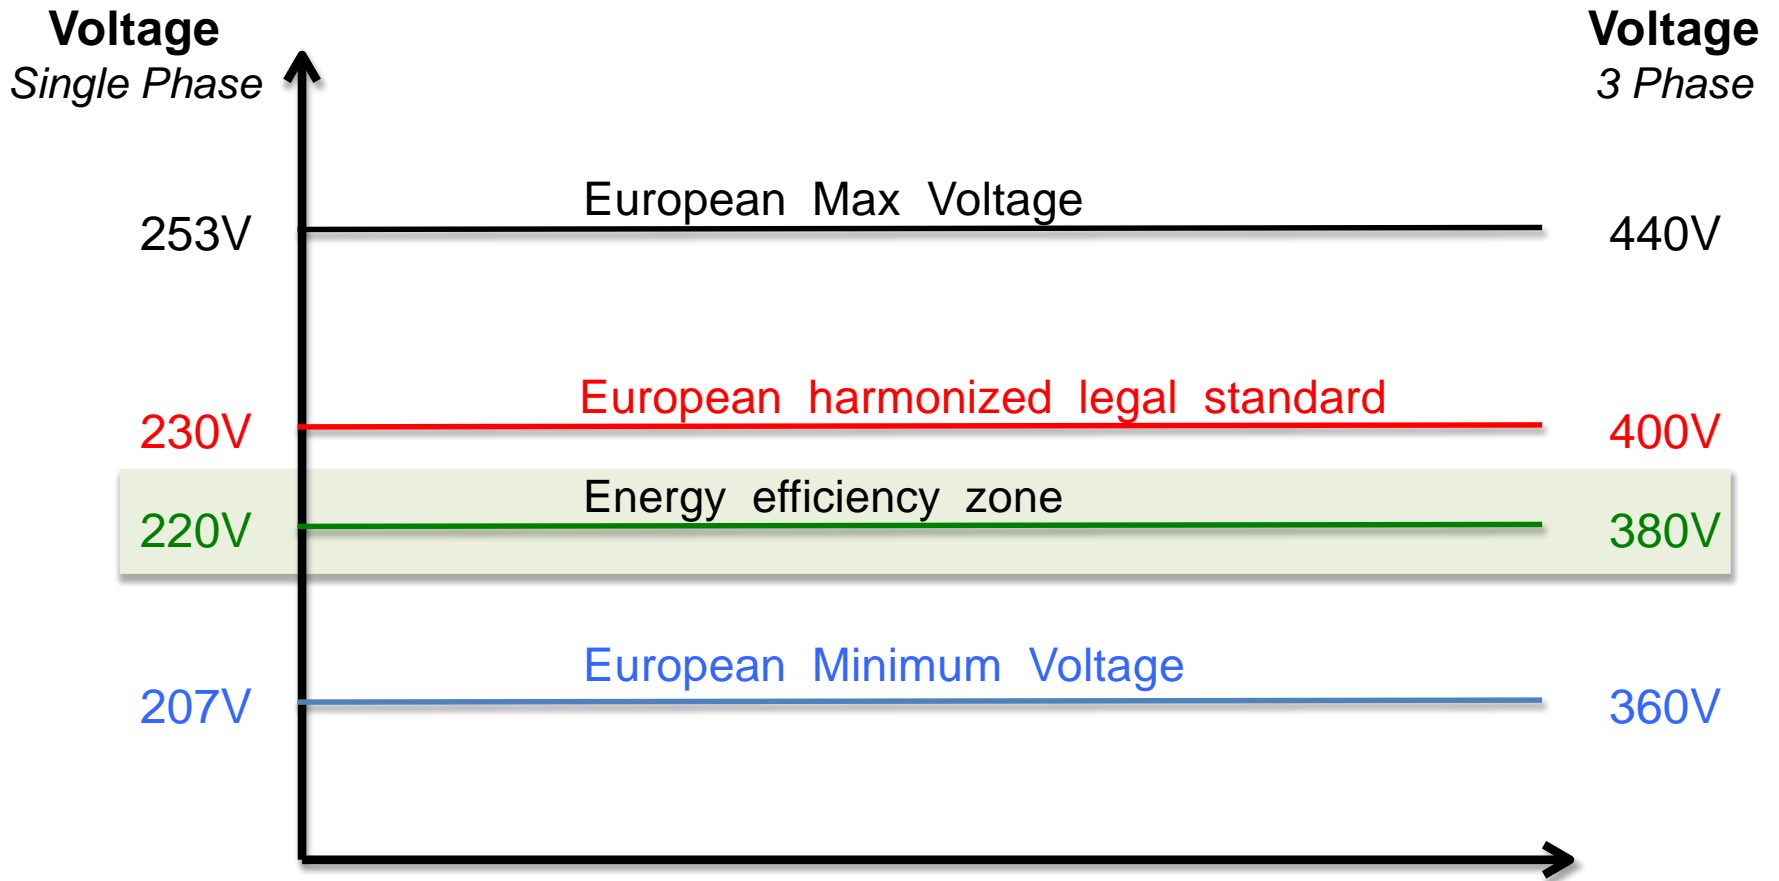 Voltage
Single Phase
Voltage
3 Phase
European Max Voltage
253V
440V
European harmonized legal standard
230V
400V
Energy efficiency zone
220V
380V
European Minimum Voltage
207V
360V